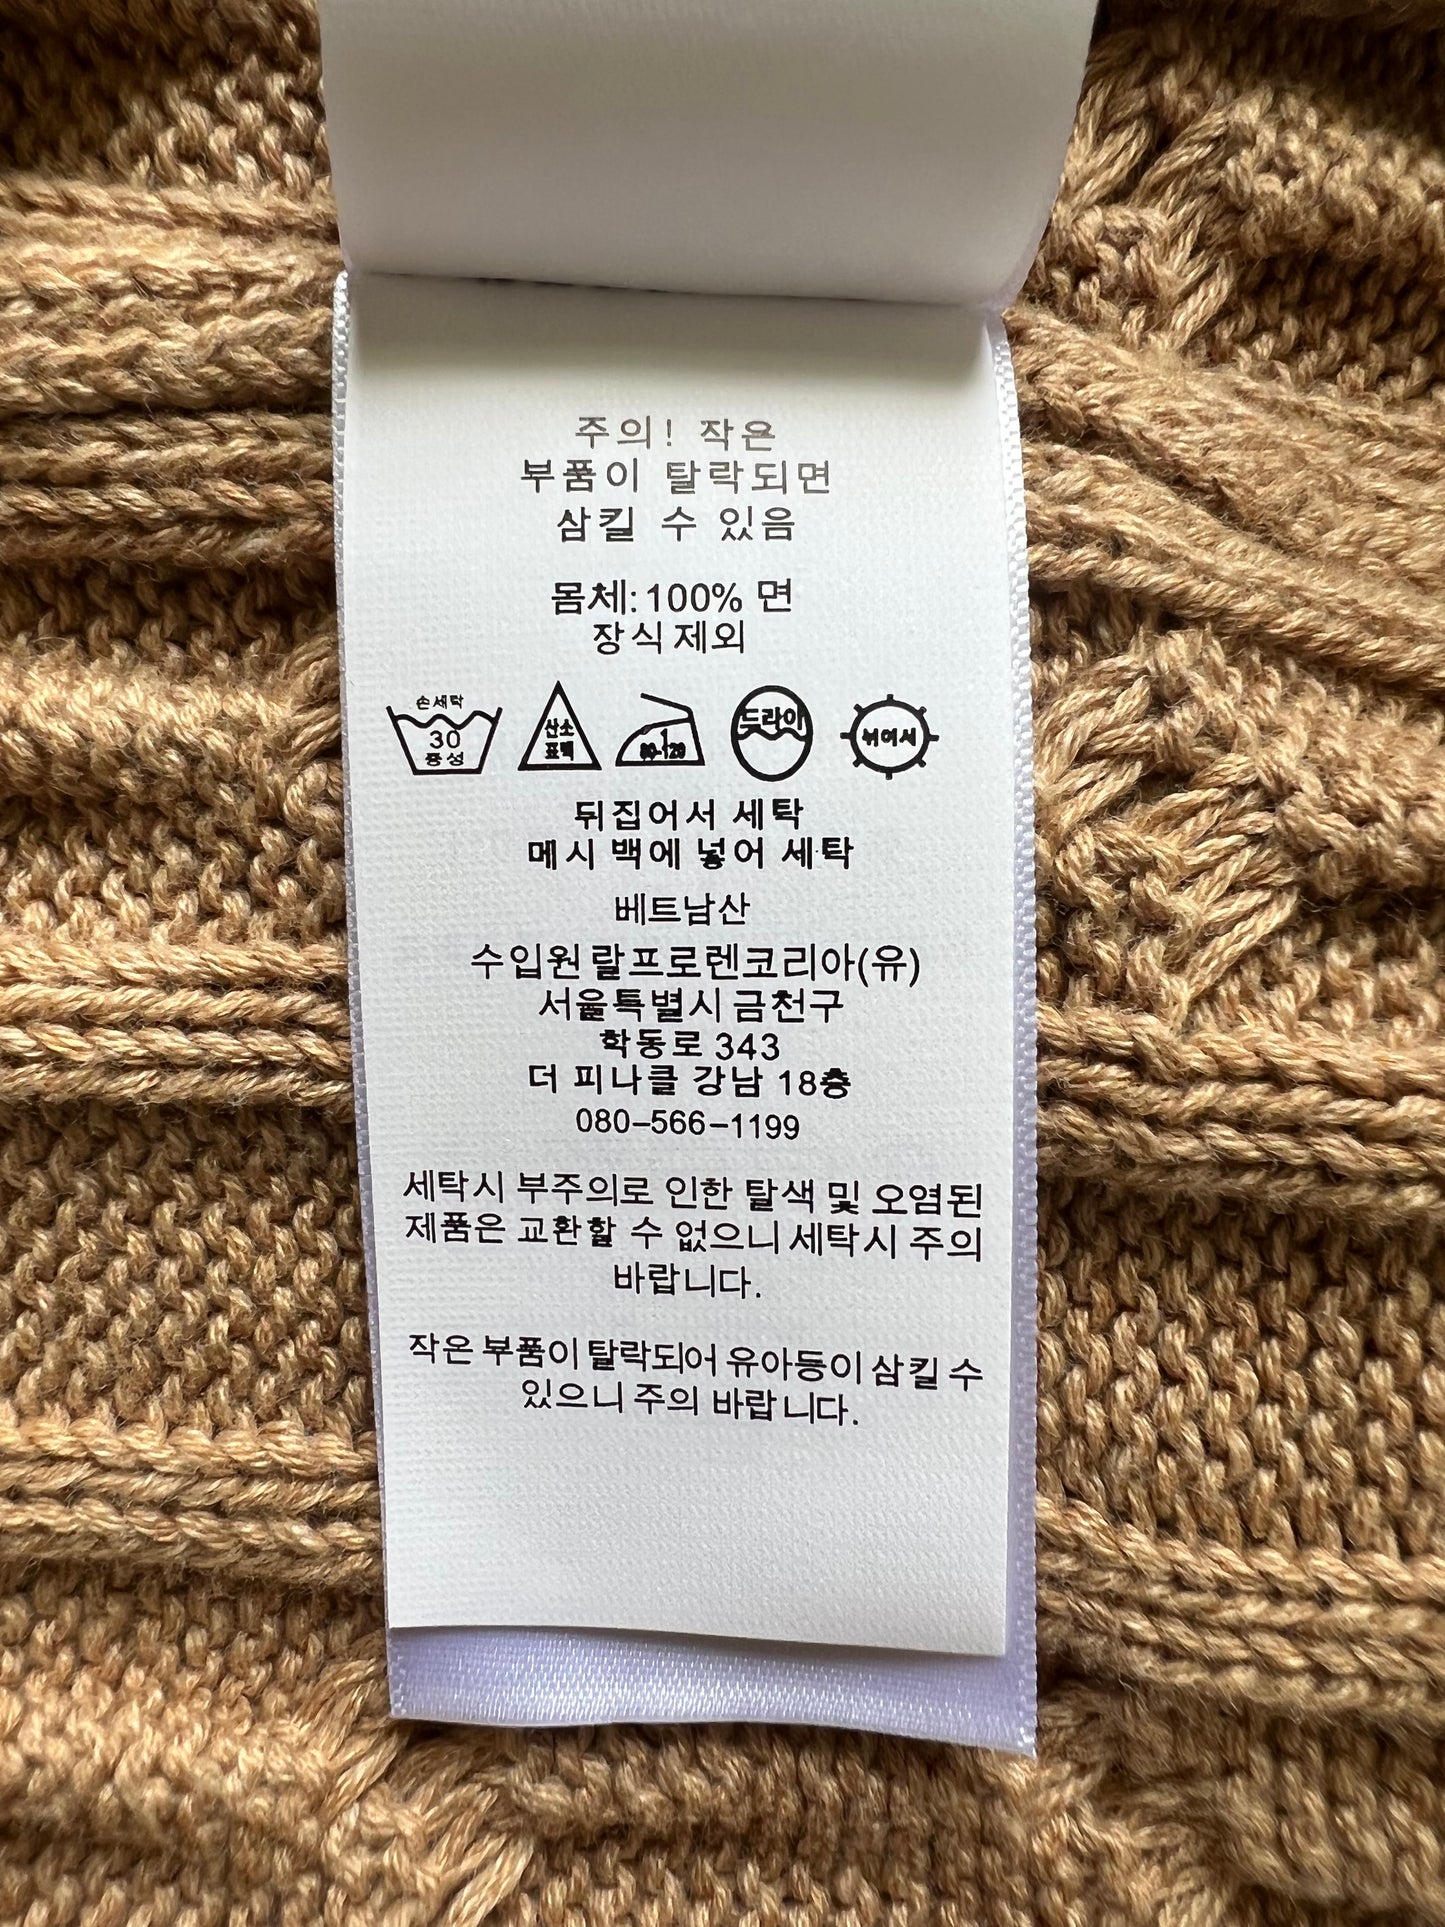 주의! 작은
부품이 탈락되면
삼킬 수 있음
몸체: 100% 면
장식 제외
손세탁
30
중성
산소
표백
80-120
드라이
뉘여서
뒤집어서 세탁
메시 백에 넣어 세탁
베트남산
수입원 랄프로렌코리아(유)
서울특별시 금천구
학동로 343
더 피나클 강남 18층
080-566-1199
세탁시 부주의로 인한 탈색 및 오염된
제품은 교환할 수 없으니 세탁시 주의
바랍니다.
작은 부품이 탈락되어 유아등이 삼킬 수
있으니 주의 바랍니다.